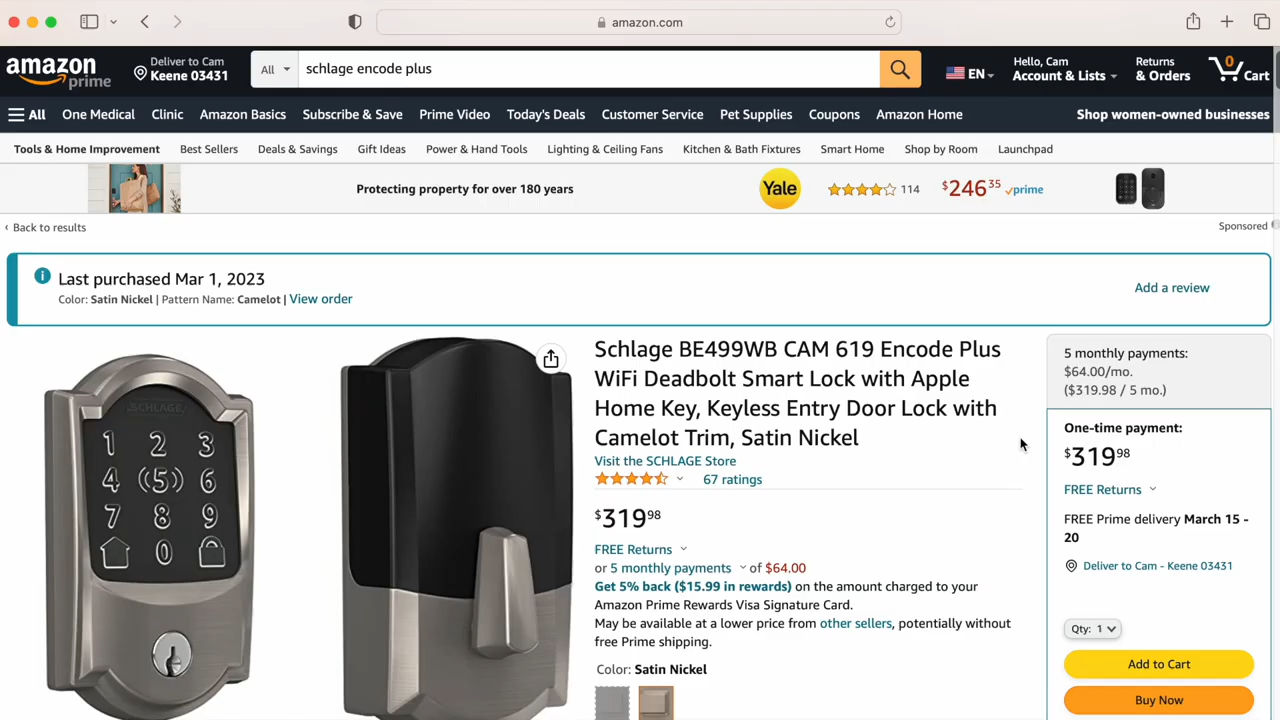 amazon.com
amazon
prime
Deliver to Cam
Keene 03431
All
schlage encode plus
EN
Hello, Cam
Account & Lists
Returns
& Orders
0
Cart
All
One Medical
Clinic
Amazon Basics
Subscribe & Save
Prime Video
Today's Deals
Customer Service
Pet Supplies
Coupons
Amazon Home
Shop women-owned businesses
Tools & Home Improvement
Best Sellers
Deals & Savings
Gift Ideas
Power & Hand Tools
Lighting & Ceiling Fans
Kitchen & Bath Fixtures
Smart Home
Shop by Room
Launchpad
Protecting property for over 180 years
Yale
114
$246 35
prime
‹ Back to results
Sponsored
Last purchased Mar 1, 2023
Color: Satin Nickel | Pattern Name: Camelot | View order
Add a review
SCHLAGE
1 2 3
4 5 6
7 8 9
0
Schlage BE499WB CAM 619 Encode Plus
WiFi Deadbolt Smart Lock with Apple
Home Key, Keyless Entry Door Lock with
Camelot Trim, Satin Nickel
Visit the SCHLAGE Store
67 ratings
$319 98
FREE Returns
or 5 monthly payments of $64.00
Get 5% back ($15.99 in rewards) on the amount charged to your
Amazon Prime Rewards Visa Signature Card.
May be available at a lower price from other sellers, potentially without
free Prime shipping.
Color: Satin Nickel
5 monthly payments:
$64.00/mo.
($319.98 / 5 mo.)
One-time payment:
$319 98
FREE Returns
FREE Prime delivery March 15 -
20
Deliver to Cam - Keene 03431
Qty: 1
Add to Cart
Buy Now